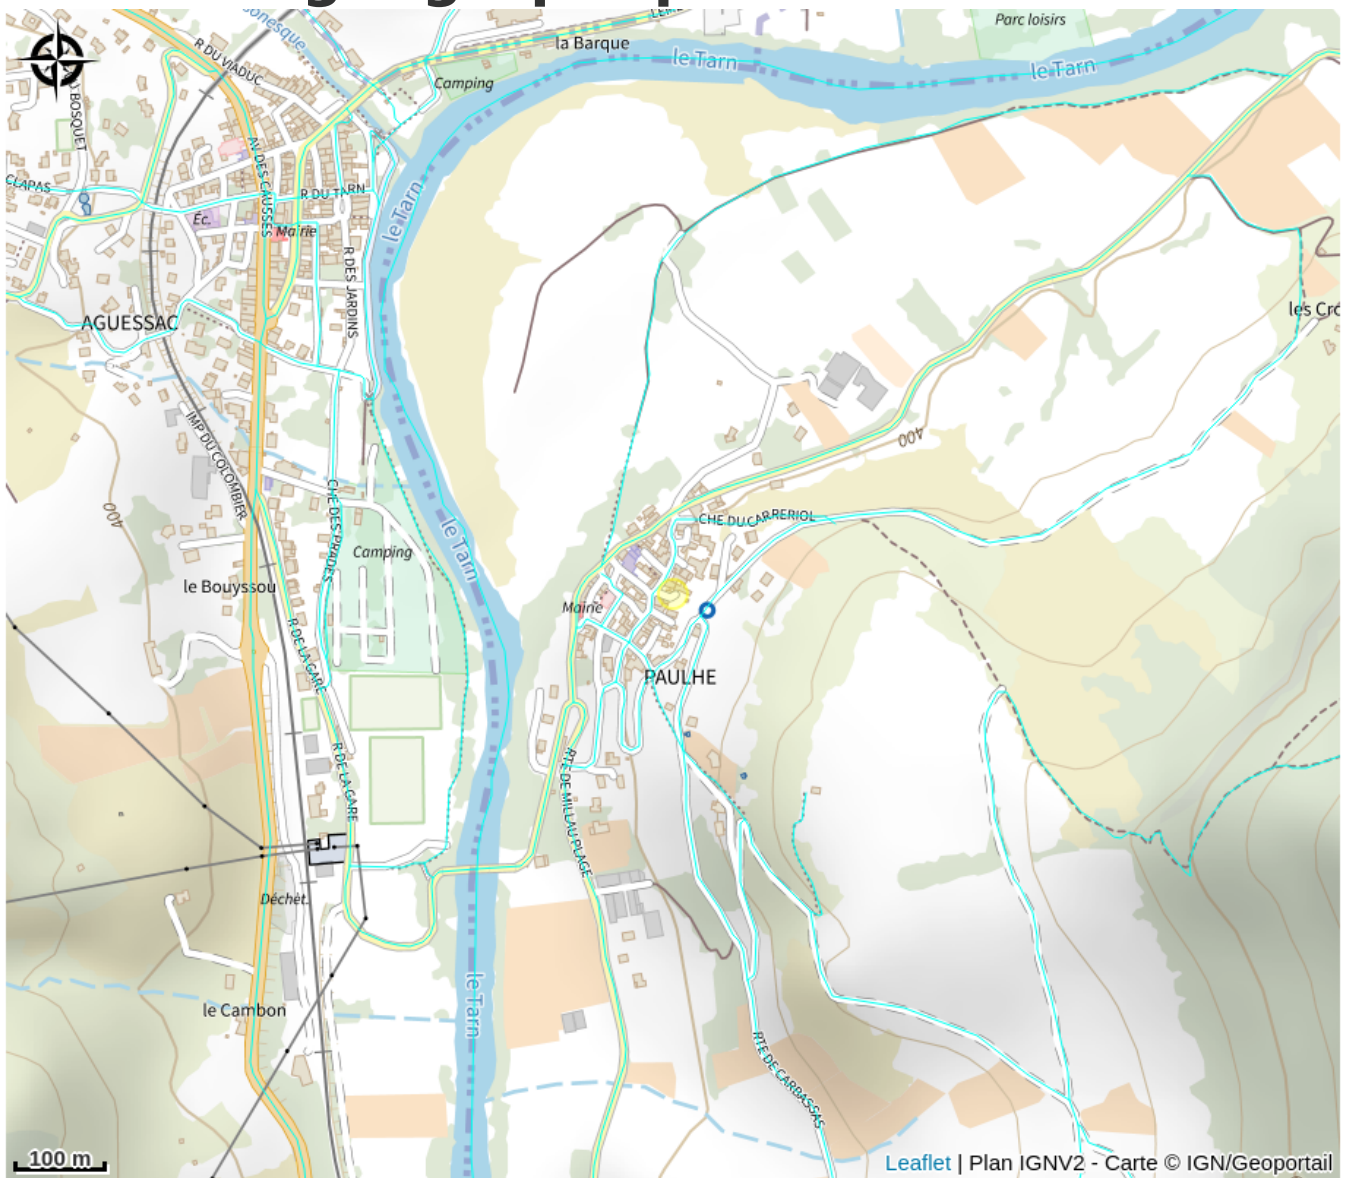 Parc loisirs
la Barque
R DU VIADUC
le Tarn
le Tarn
Camping
BOSQUET
AV DES CAUSSES
CLAPAS
R DU TARN
Éc.
Mairie
le Tarn
R DES JARDINS
AGUESSAC
les Cro
400
IMP DU COLOMBIER
400
CHE DES PRADES
CHE DU CARRERIOL
le Tarn
Camping
le Bouyssou
Mairie
R DE LA GARE
PAULHE
R DE LA GARE
RTE DE MILLAU PLAGE
Déchèt.
le Tarn
le Cambon
RTE DE CARBASSAS
100 m
Leaflet | Plan IGNV2 - Carte © IGN/Geoportail